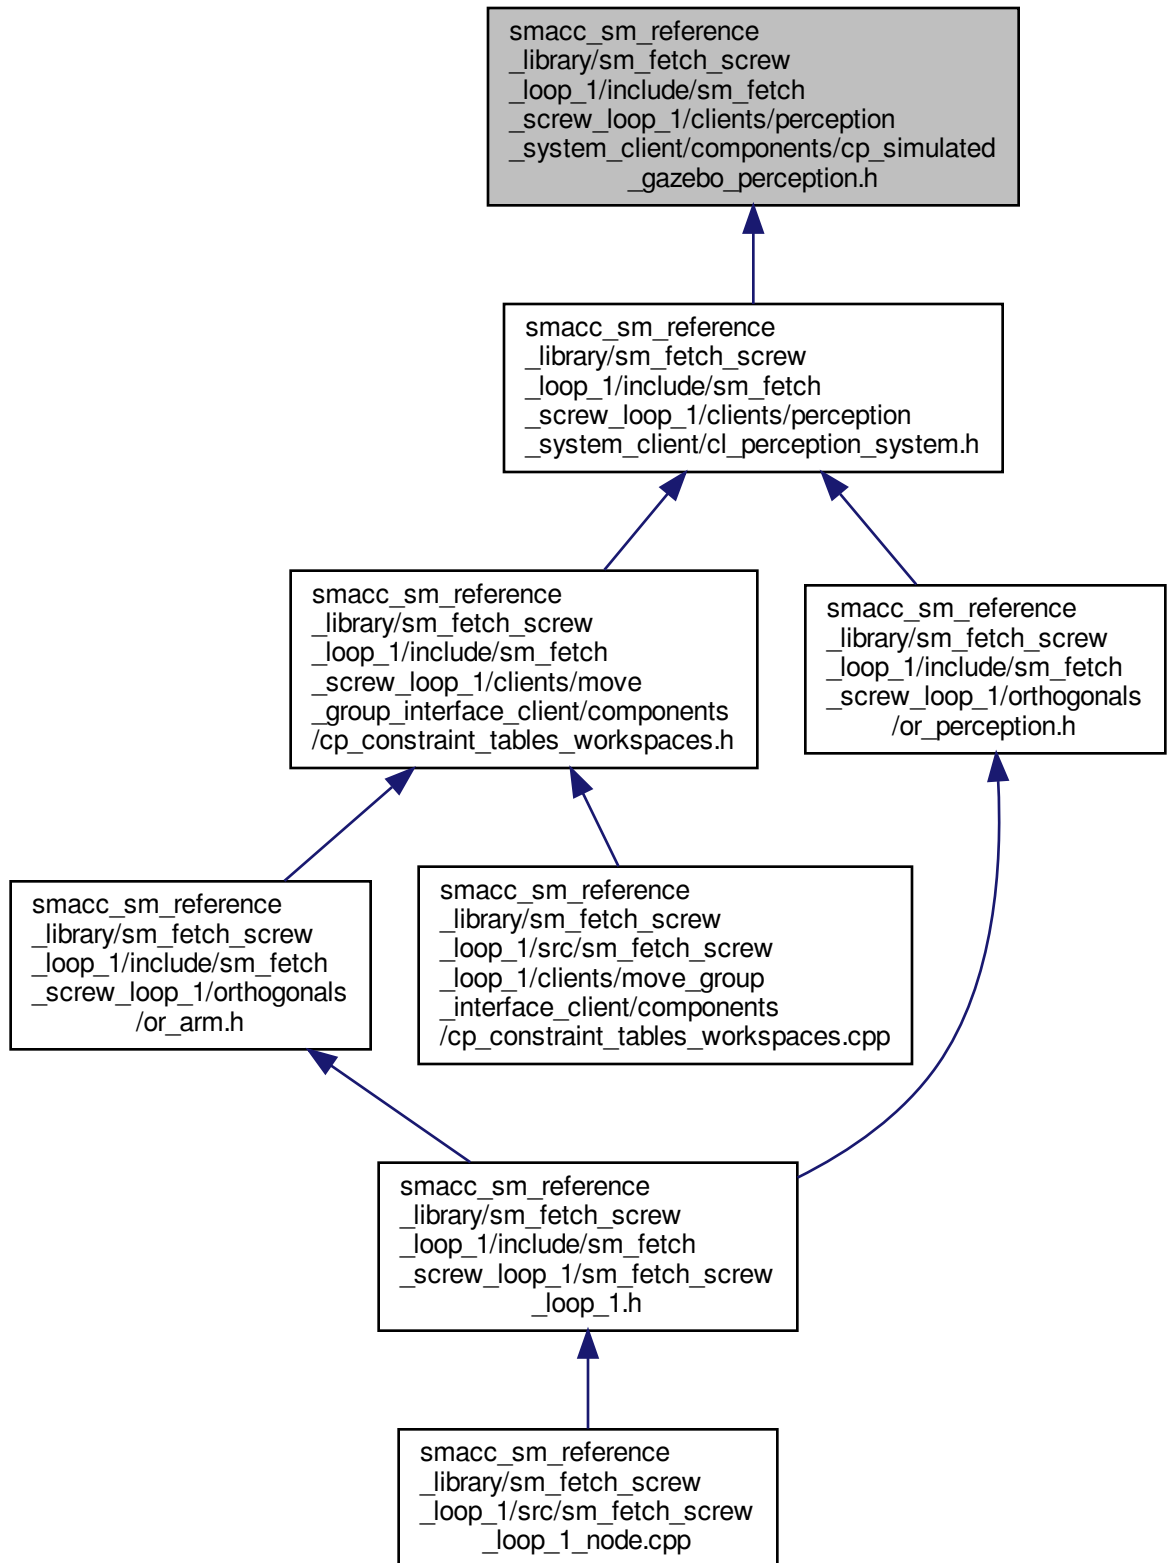 smacc_sm_reference
_library/sm_fetch_screw
_loop_1/include/sm_fetch
_screw_loop_1/clients/perception
_system_client/components/cp_simulated
_gazebo_perception.h
smacc_sm_reference
_library/sm_fetch_screw
_loop_1/include/sm_fetch
_screw_loop_1/clients/perception
_system_client/cl_perception_system.h
smacc_sm_reference
_library/sm_fetch_screw
_loop_1/include/sm_fetch
_screw_loop_1/clients/move
_group_interface_client/components
/cp_constraint_tables_workspaces.h
smacc_sm_reference
_library/sm_fetch_screw
_loop_1/include/sm_fetch
_screw_loop_1/orthogonals
/or_perception.h
smacc_sm_reference
_library/sm_fetch_screw
_loop_1/include/sm_fetch
_screw_loop_1/orthogonals
/or_arm.h
smacc_sm_reference
_library/sm_fetch_screw
_loop_1/src/sm_fetch_screw
_loop_1/clients/move_group
_interface_client/components
/cp_constraint_tables_workspaces.cpp
smacc_sm_reference
_library/sm_fetch_screw
_loop_1/include/sm_fetch
_screw_loop_1/sm_fetch_screw
_loop_1.h
smacc_sm_reference
_library/sm_fetch_screw
_loop_1/src/sm_fetch_screw
_loop_1_node.cpp